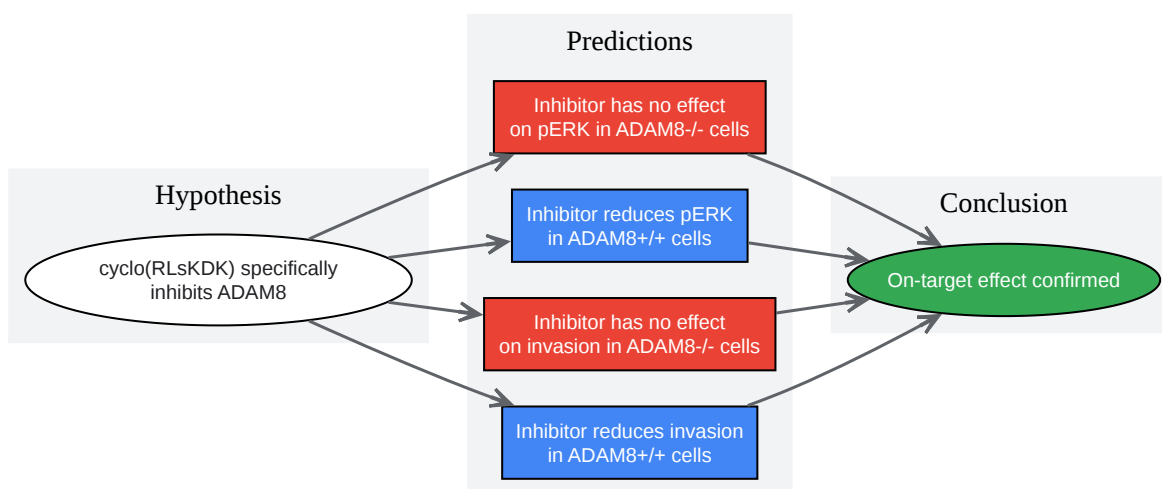 Hypothesis
cyclo(RLsKDK) specifically
inhibits ADAM8
Predictions
Inhibitor has no effect
on pERK in ADAM8-/- cells
Inhibitor reduces pERK
in ADAM8+/+ cells
Inhibitor has no effect
on invasion in ADAM8-/- cells
Inhibitor reduces invasion
in ADAM8+/+ cells
Conclusion
On-target effect confirmed